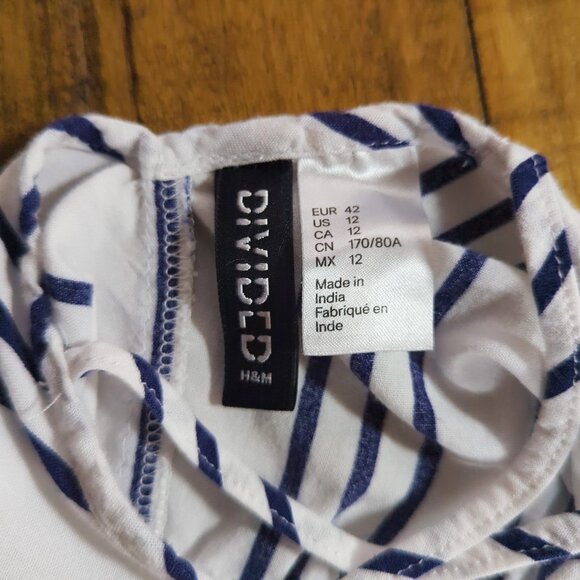 DIVIDED
H&M
EUR 42
US 12
CA 12
CN 170/80A
MX 12
Made in
India
Fabriqué en
Inde